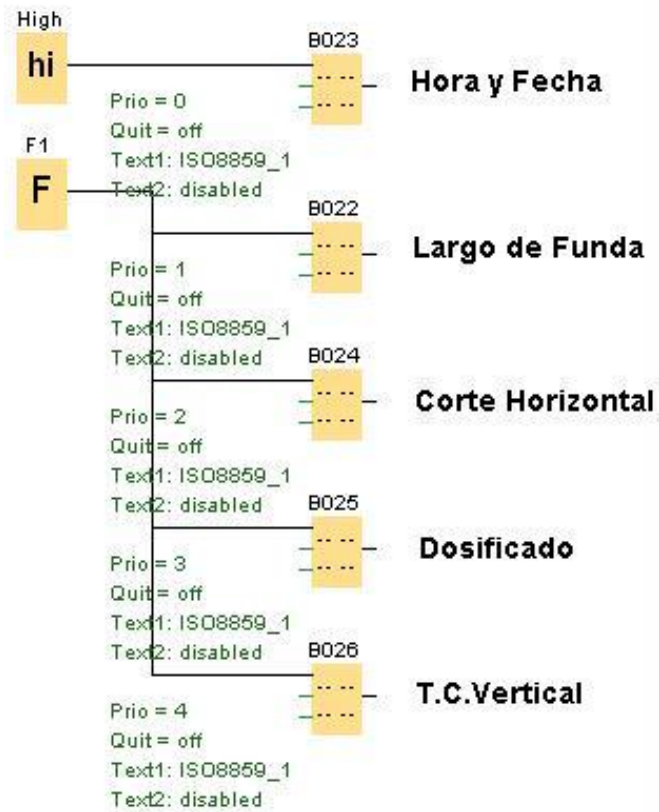 High
hi
B023
-- --
-- --
Hora y Fecha
Prio = 0
Quit = off
Text1: ISO8859_1
Text2: disabled
F1
F
B022
-- --
-- --
Largo de Funda
Prio = 1
Quit = off
Text1: ISO8859_1
Text2: disabled
B024
-- --
-- --
Corte Horizontal
Prio = 2
Quit = off
Text1: ISO8859_1
Text2: disabled
B025
-- --
-- --
Dosificado
Prio = 3
Quit = off
Text1: ISO8859_1
Text2: disabled
B026
-- --
-- --
T.C.Vertical
Prio = 4
Quit = off
Text1: ISO8859_1
Text2: disabled